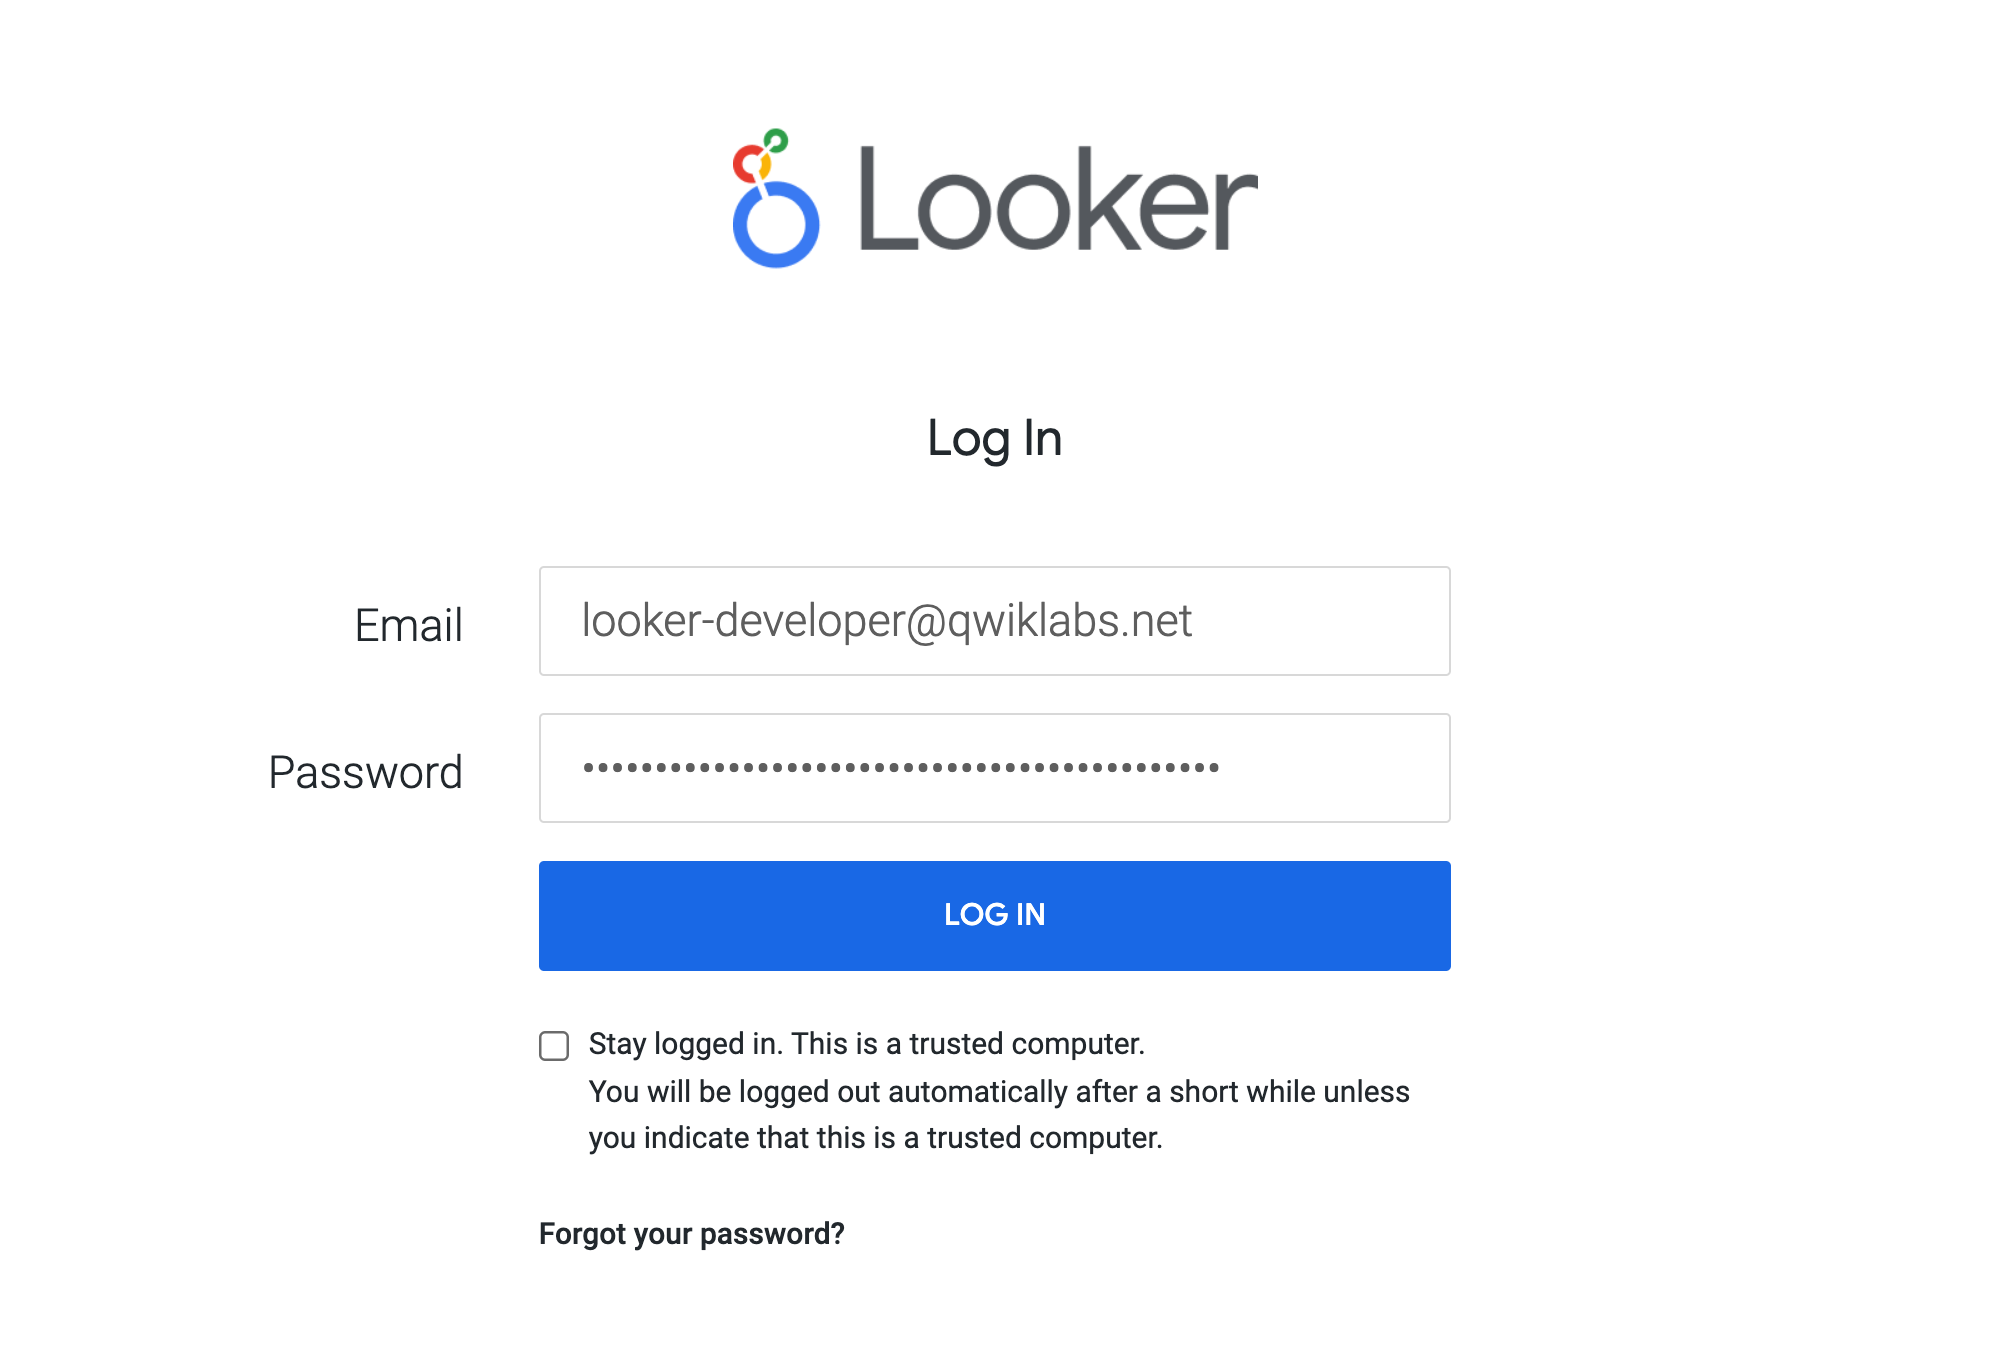 Looker
Log In
Email
looker-developer@qwiklabs.net
Password
••••••••••••••••••••••••••••••••••••••••••••
LOG IN
Stay logged in. This is a trusted computer.
You will be logged out automatically after a short while unless
you indicate that this is a trusted computer.
Forgot your password?